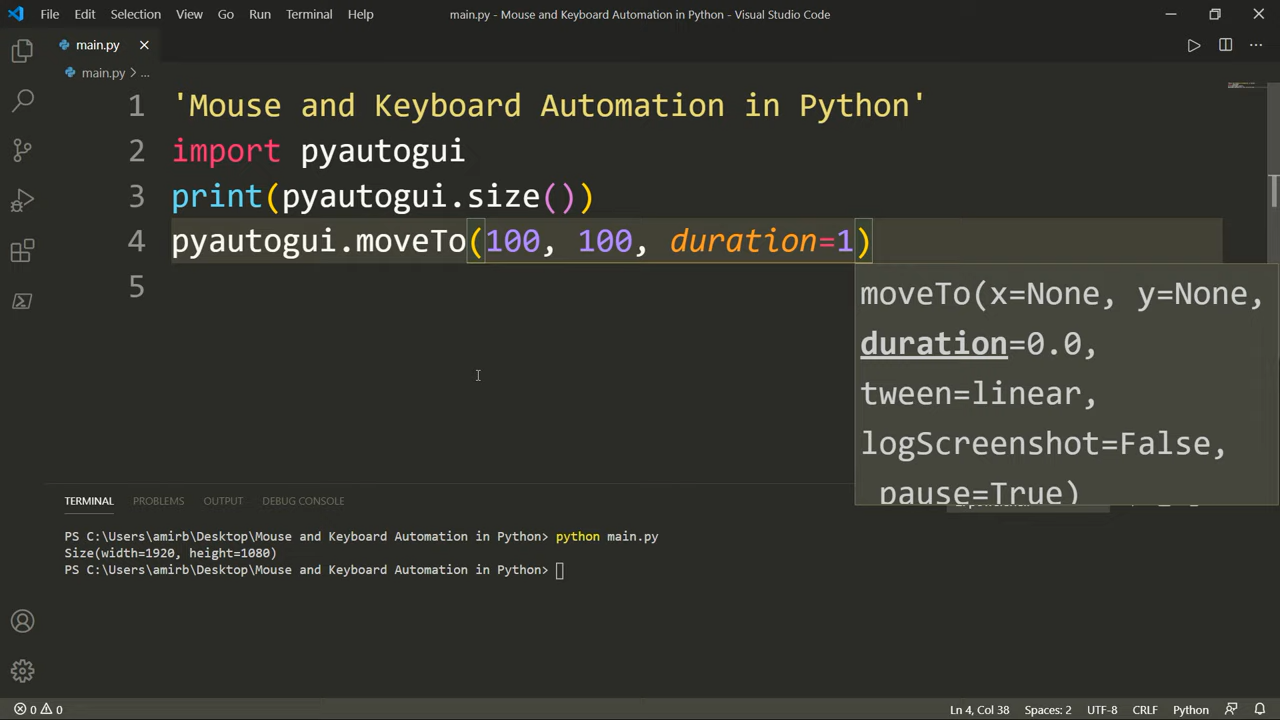 File Edit Selection View Go Run Terminal Help
main.py - Mouse and Keyboard Automation in Python - Visual Studio Code
main.py
main.py > ...
1 'Mouse and Keyboard Automation in Python'
2 import pyautogui
3 print(pyautogui.size())
4 pyautogui.moveTo(100, 100, duration=1)
5
moveTo(x=None, y=None,
duration=0.0,
tween=linear,
logScreenshot=False,
pause=True)
TERMINAL PROBLEMS OUTPUT DEBUG CONSOLE
PS C:\Users\amirb\Desktop\Mouse and Keyboard Automation in Python> python main.py
Size(width=1920, height=1080)
PS C:\Users\amirb\Desktop\Mouse and Keyboard Automation in Python>
0 0 Ln 4, Col 38 Spaces: 2 UTF-8 CRLF Python